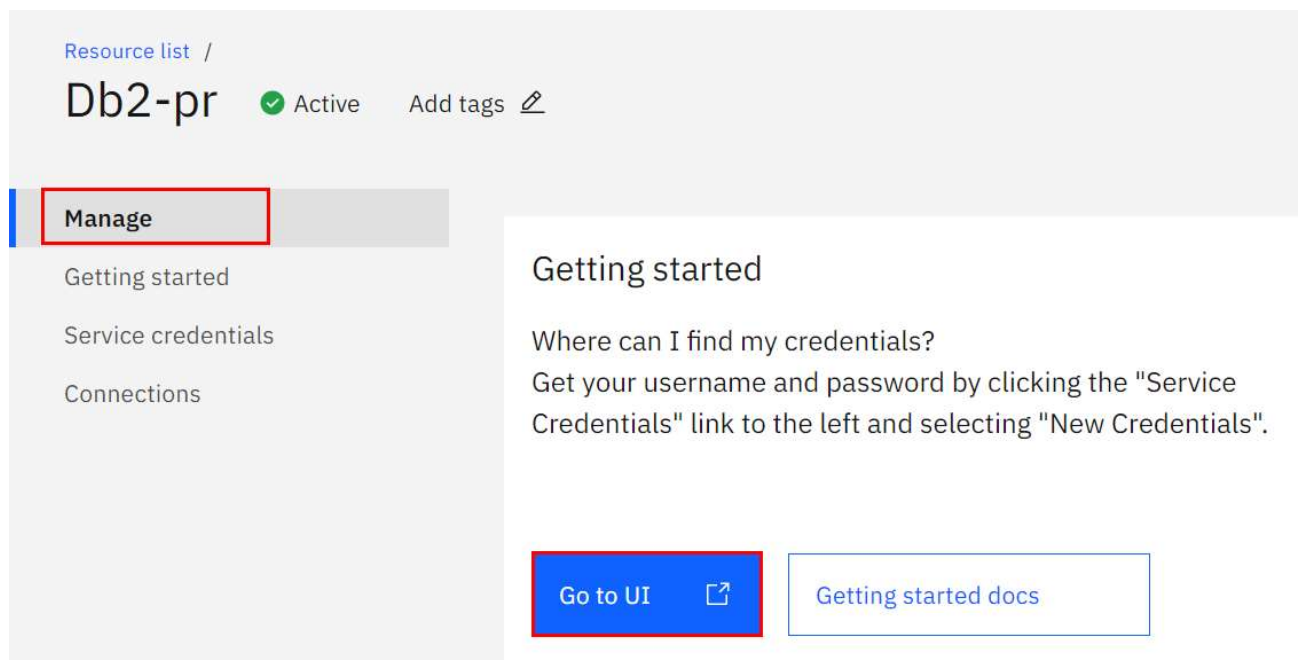 Resource list /
Db2-pr Active Add tags
Manage
Getting started
Service credentials
Connections
Getting started
Where can I find my credentials?
Get your username and password by clicking the "Service
Credentials" link to the left and selecting "New Credentials".
Go to UI
Getting started docs